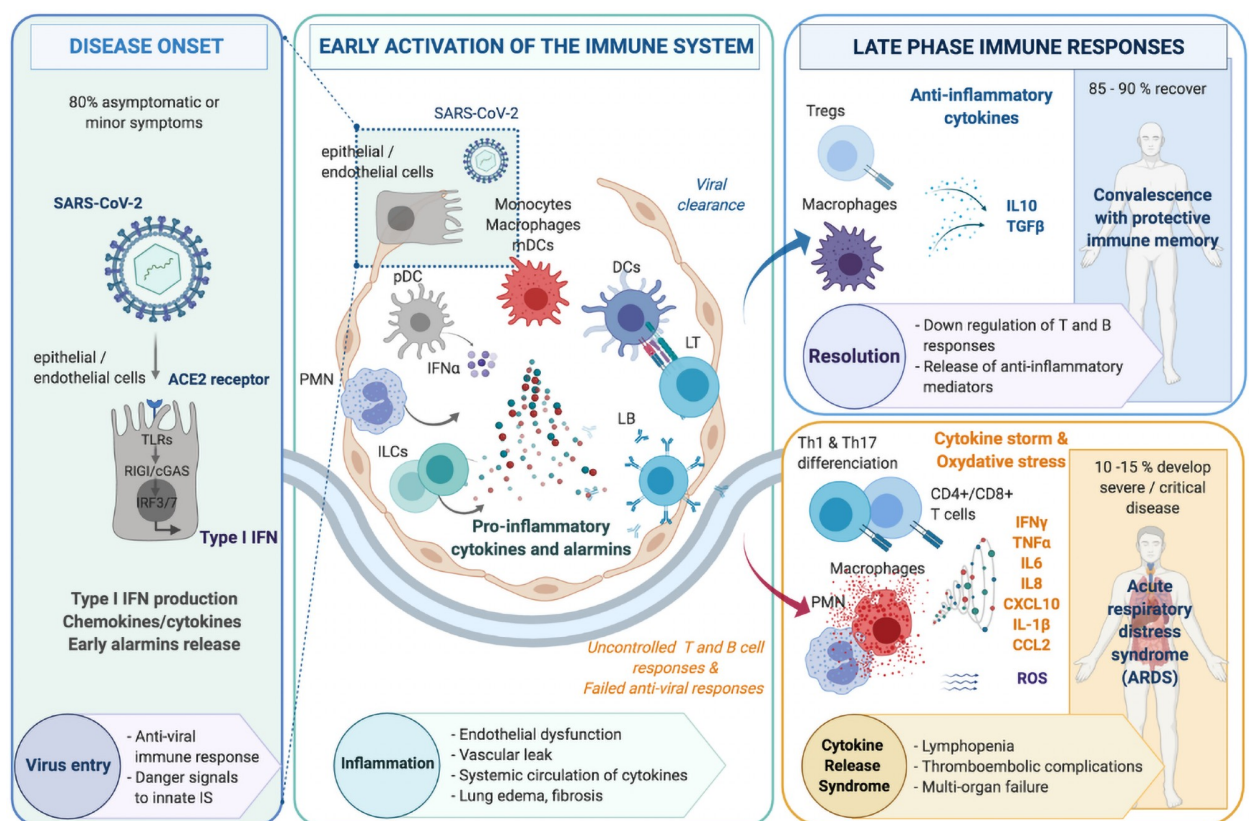 DISEASE ONSET
80% asymptomatic or
minor symptoms
SARS-CoV-2
epithelial /
endothelial cells
ACE2 receptor
TLRs
RIGI/cGAS
IRF3/7
Type I IFN
Type I IFN production
Chemokines/cytokines
Early alarmins release
Virus entry
- Anti-viral
immune response
- Danger signals
to innate IS
EARLY ACTIVATION OF THE IMMUNE SYSTEM
SARS-CoV-2
epithelial /
endothelial cells
Monocytes
Macrophages
mDCs
Viral
clearance
pDC
DCs
IFNα
LT
PMN
LB
ILCs
Pro-inflammatory
cytokines and alarmins
Uncontrolled T and B cell
responses &
Failed anti-viral responses
Inflammation
- Endothelial dysfunction
- Vascular leak
- Systemic circulation of cytokines
- Lung edema, fibrosis
LATE PHASE IMMUNE RESPONSES
Tregs
Anti-inflammatory
cytokines
85 - 90 % recover
Macrophages
IL10
TGFβ
Convalescence
with protective
immune memory
Resolution
- Down regulation of T and B
responses
- Release of anti-inflammatory
mediators
Th1 & Th17
differenciation
Cytokine storm &
Oxydative stress
10 -15 % develop
severe / critical
disease
CD4+/CD8+
T cells
IFNγ
TNFα
IL6
IL8
CXCL10
IL-1β
CCL2
Macrophages
PMN
ROS
Acute
respiratory
distress
syndrome
(ARDS)
Cytokine
Release
Syndrome
- Lymphopenia
- Thromboembolic complications
- Multi-organ failure